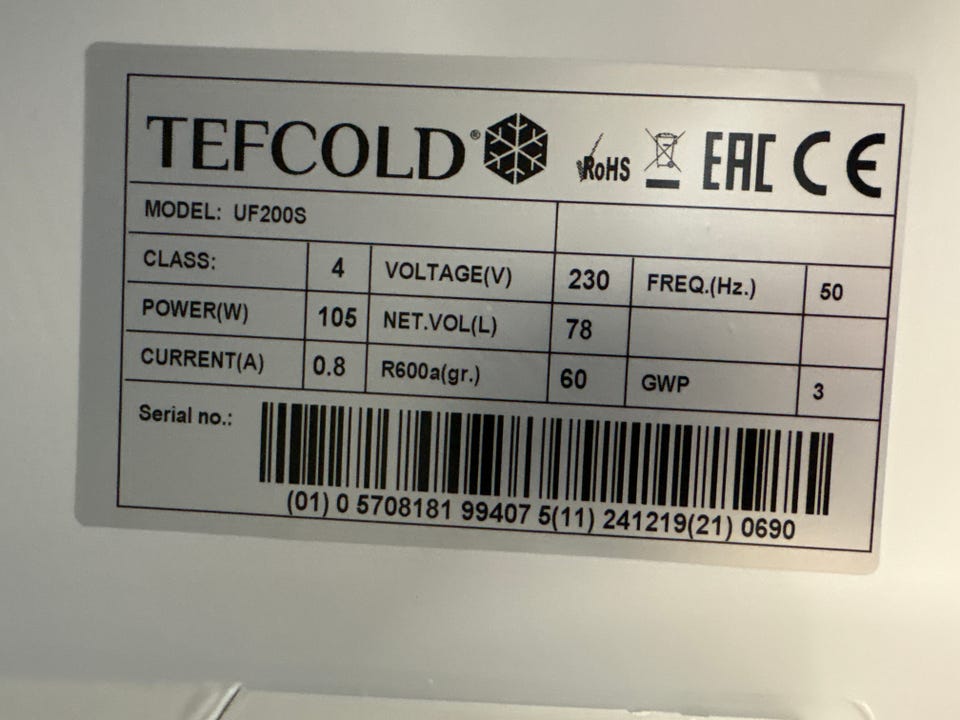 TEFCOLD® RoHS EAC CE
MODEL: UF200S
CLASS: 4 VOLTAGE(V) 230 FREQ.(Hz.) 50
POWER(W) 105 NET.VOL(L) 78
CURRENT(A) 0.8 R600a(gr.) 60 GWP 3
Serial no.:
(01) 0 5708181 99407 5(11) 241219(21) 0690